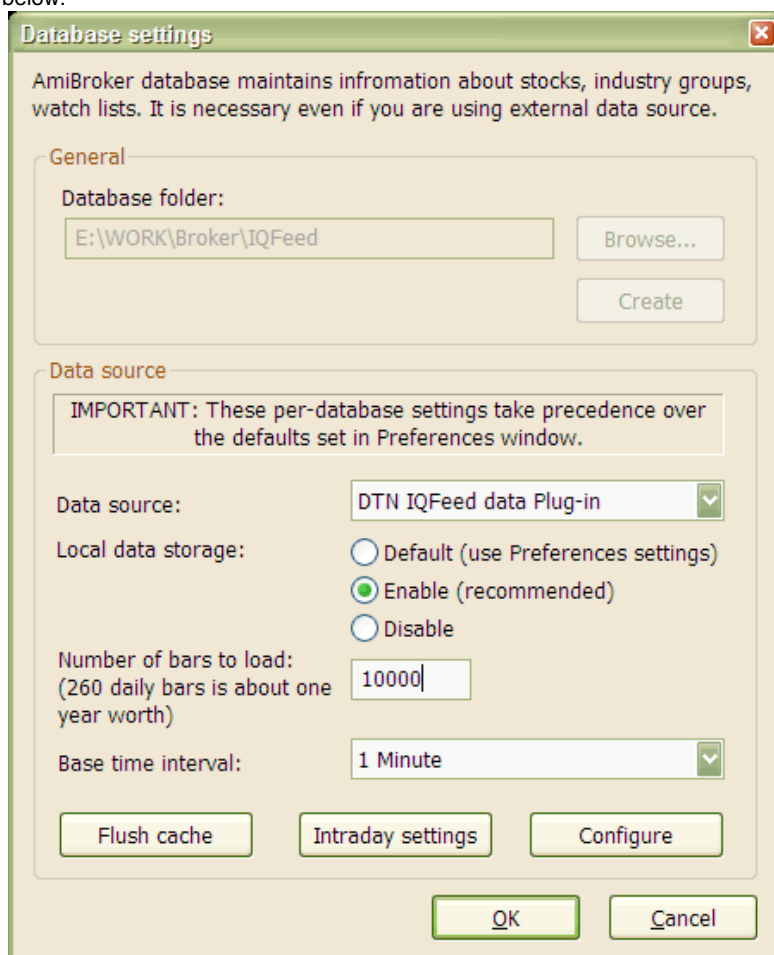 below:
Database settings
AmiBroker database maintains infromation about stocks, industry groups,
watch lists. It is necessary even if you are using external data source.
General
Database folder:
E:\WORK\Broker\IQFeed
Browse...
Create
Data source
IMPORTANT: These per-database settings take precedence over
the defaults set in Preferences window.
Data source:
DTN IQFeed data Plug-in
Local data storage:
Default (use Preferences settings)
Enable (recommended)
Disable
Number of bars to load:
(260 daily bars is about one
year worth)
10000
Base time interval:
1 Minute
Flush cache
Intraday settings
Configure
OK
Cancel